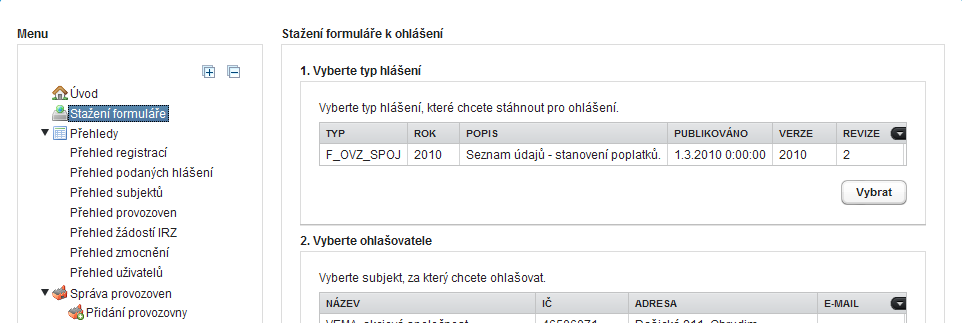 Menu
Úvod
Stažení formuláře
Přehledy
Přehled registrací
Přehled podaných hlášení
Přehled subjektů
Přehled provozoven
Přehled žádostí IRZ
Přehled zmocnění
Přehled uživatelů
Správa provozoven
Přidání provozovny
Stažení formuláře k ohlášení
1. Vyberte typ hlášení
Vyberte typ hlášení, které chcete stáhnout pro ohlášení.
TYP ROK POPIS PUBLIKOVÁNO VERZE REVIZE
F_OVZ_SPOJ 2010 Seznam údajů - stanovení poplatků. 1.3.2010 0:00:00 2010 2
Vybrat
2. Vyberte ohlašovatele
Vyberte subjekt, za který chcete ohlašovat.
NÁZEV IČ ADRESA E-MAIL